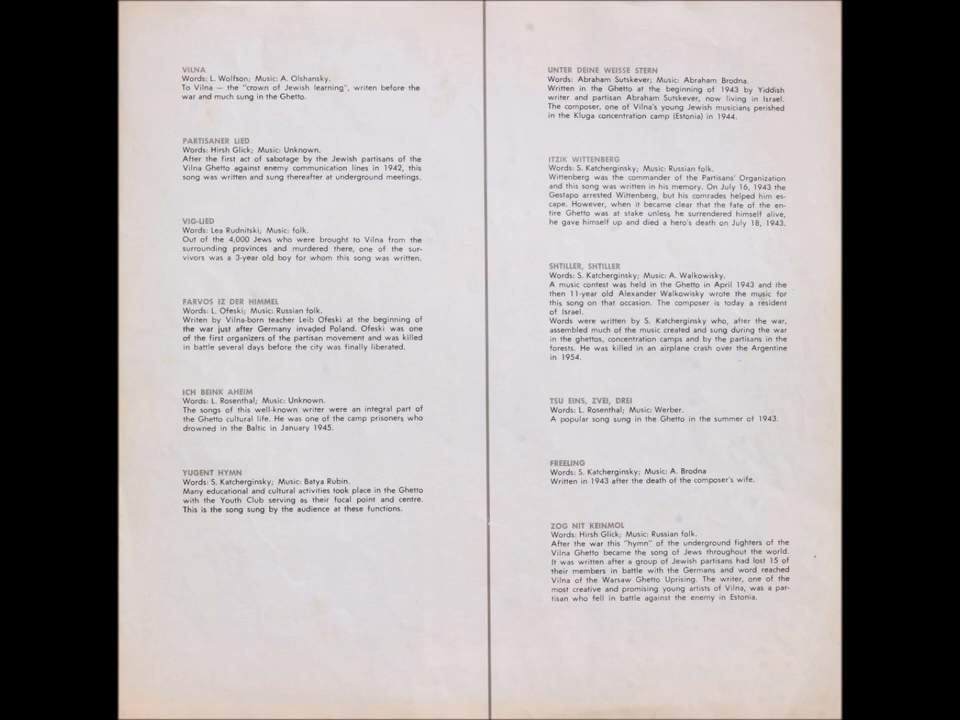 VILNA
Words: L. Wolfson; Music: A. Olshansky.
To Vilna — the "crown of Jewish learning", writen before the
war and much sung in the Ghetto.
PARTISANER LIED
Words: Hirsh Glick; Music: Unknown.
After the first act of sabotage by the Jewish partisans of the
Vilna Ghetto against enemy communication lines in 1942, this
song was written and sung thereafter at underground meetings.
VIG-LIED
Words: Lea Rudnitski; Music: folk.
Out of the 4,000 Jews who were brought to Vilna from the
surrounding provinces and murdered there, one of the sur-
vivors was a 3-year old boy for whom this song was written.
FARVOS IZ DER HIMMEL
Words: L. Ofeski; Music: Russian folk.
Writen by Vilna-born teacher Leib Ofeski at the beginning of
the war just after Germany invaded Poland. Ofeski was one
of the first organizers of the partisan movement and was killed
in battle several days before the city was finally liberated.
ICH BEINK AHEIM
Words: L. Rosenthal; Music: Unknown.
The songs of this well-known writer were an integral part of
the Ghetto cultural life. He was one of the camp prisoners who
drowned in the Baltic in January 1945.
YUGENT HYMN
Words: S. Katcherginsky; Music: Batya Rubin.
Many educational and cultural activities took place in the Ghetto
with the Youth Club serving as their focal point and centre.
This is the song sung by the audience at these functions.
UNTER DEINE WEISSE STERN
Words: Abraham Sutskever; Music: Abraham Brodna.
Written in the Ghetto at the beginning of 1943 by Yiddish
writer and partisan Abraham Sutskever, now living in Israel.
The composer, one of Vilna's young Jewish musicians perished
in the Kluga concentration camp (Estonia) in 1944.
ITZIK WITTENBERG
Words: S. Katcherginsky; Music: Russian folk.
Wittenberg was the commander of the Partisans' Organization
and this song was written in his memory. On July 16, 1943 the
Gestapo arrested Wittenberg, but his comrades helped him es-
cape. However, when it became clear that the fate of the en-
tire Ghetto was at stake unless he surrendered himself alive,
he gave himself up and died a hero's death on July 18, 1943.
SHTILLER, SHTILLER
Words: S. Katcherginsky; Music: A. Walkowisky.
A music contest was held in the Ghetto in April 1943 and the
then 11-year old Alexander Walkowisky wrote the music for
this song on that occasion. The composer is today a resident
of Israel.
Words were written by S. Katcherginsky who, after the war,
assembled much of the music created and sung during the war
in the ghettos, concentration camps and by the partisans in the
forests. He was killed in an airplane crash over the Argentine
in 1954.
TSU EINS, ZVEI, DREI
Words: L. Rosenthal; Music: Werber.
A popular song sung in the Ghetto in the summer of 1943.
FREELING
Words: S. Katcherginsky; Music: A. Brodna
Written in 1943 after the death of the composer's wife.
ZOG NIT KEINMOL
Words: Hirsh Glick; Music: Russian folk.
After the war this "hymn" of the underground fighters of the
Vilna Ghetto became the song of Jews throughout the world.
It was written after a group of Jewish partisans had lost 15 of
their members in battle with the Germans and word reached
Vilna of the Warsaw Ghetto Uprising. The writer, one of the
most creative and promising young artists of Vilna, was a par-
tisan who fell in battle against the enemy in Estonia.